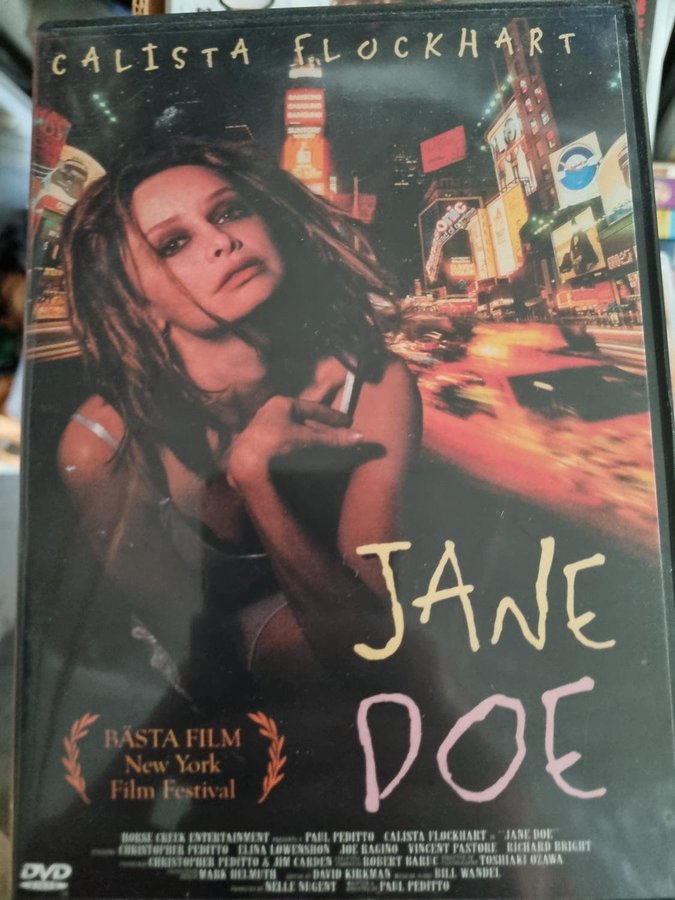 CALISTA FLOCKHART
JANE
DOE
BÄSTA FILM
New York
Film Festival
HORSE CREEK ENTERTAINMENT PAUL PEDITTO CALISTA FLOCKHART "JANE DOE"
CHRISTOPHER PEDITTO ELINA LOWENSHON JOE RAGINO VINCENT PASTORE RICHARD BRIGHT
CHRISTOPHER PEDITTO & JIM CARDEN ROBERT BARUC TOSHIAKI OZAWA
MARK HELMUTH DAVID KIRKMAN BILL WANDEL
NELLE NUGENT PAUL PEDITTO
DVD